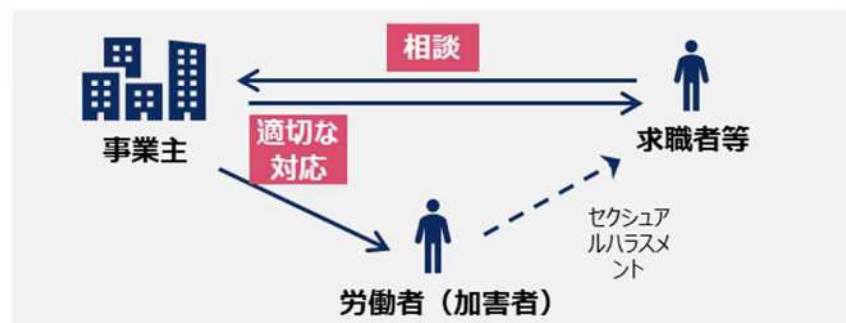 相談
事業主
適切な
対応
求職者等
セクシュア
ルハラスメ
ント
労働者（加害者）